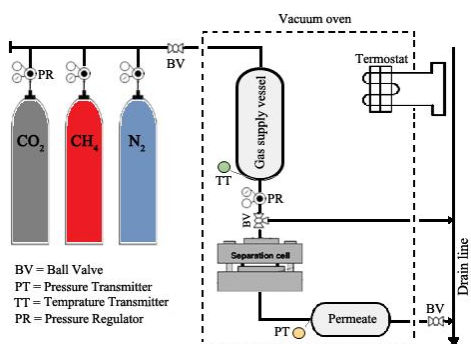 Vacuum oven
BV
Thermostat
PR
CO2
CH4
N2
Gas supply vessel
TT
PR
BV
Separation cell
BV = Ball Valve
PT = Pressure Transmitter
TT = Temprature Transmitter
PR = Pressure Regulator
Permeate
PT
BV
Drain line